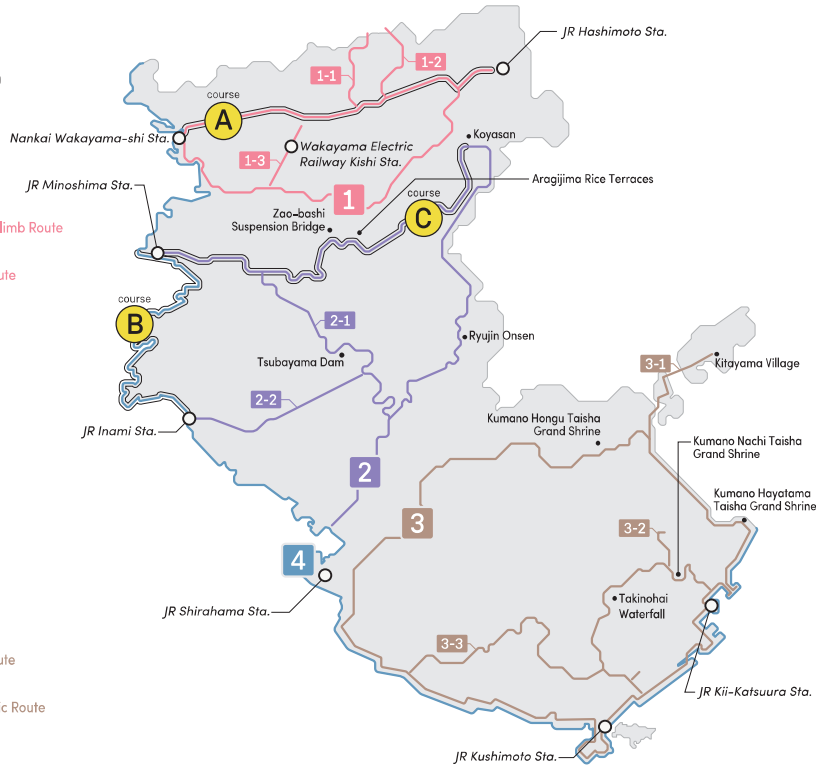 JR Hashimoto Sta.
1-2
1-1
course
A
Nankai Wakayama-shi Sta.
Koyasan
Wakayama Electric
Railway Kishi Sta.
1-3
JR Minoshima Sta.
Aragijima Rice Terraces
course
C
1
Zao-bashi
Suspension Bridge
limb Route
ute
course
B
2-1
Ryujin Onsen
Tsubayama Dam
3-1
Kitayama Village
2-2
JR Inami Sta.
Kumano Hongu Taisha
Grand Shrine
Kumano Nachi Taisha
Grand Shrine
2
Kumano Hayatama
Taisha Grand Shrine
3
3-2
4
JR Shirahama Sta.
Takinohai
Waterfall
3-3
ute
JR Kii-Katsuura Sta.
c Route
JR Kushimoto Sta.